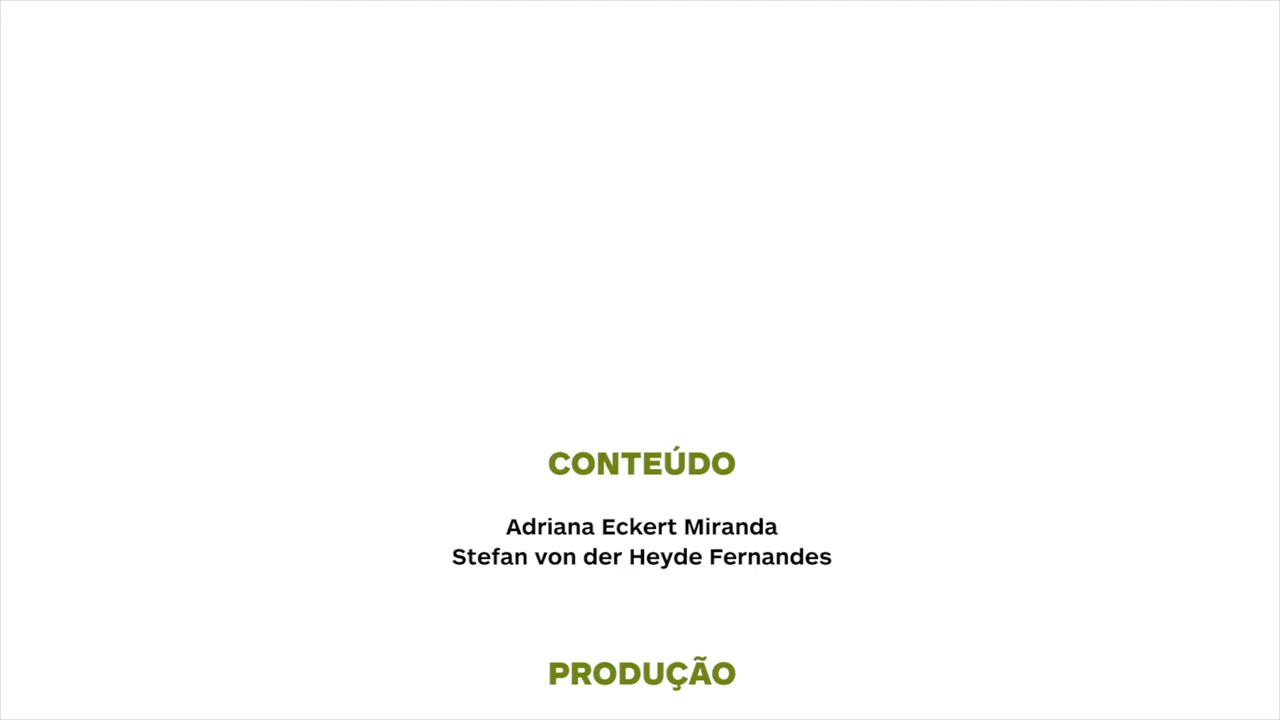 CONTEÚDO
Adriana Eckert Miranda
Stefan von der Heyde Fernandes
PRODUÇÃO